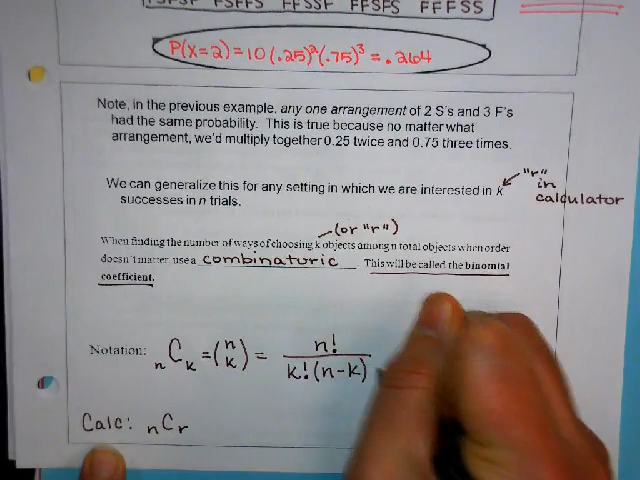 FSFFS FFSSF FFSFS FFFSS
P(X=2)=10(.25)²(.75)³=.264
Note, in the previous example, any one arrangement of 2 S's and 3 F's
had the same probability. This is true because no matter what
arrangement, we'd multiply together 0.25 twice and 0.75 three times.
We can generalize this for any setting in which we are interested in k
successes in n trials.
"r"
in
calculator
(or "r")
When finding the number of ways of choosing k objects among n total objects when order
doesn't matter, use a combinatoric This will be called the binomial
coefficient.
Notation: nCk = (n k) = n! / k!(n-k)
Calc: nCr